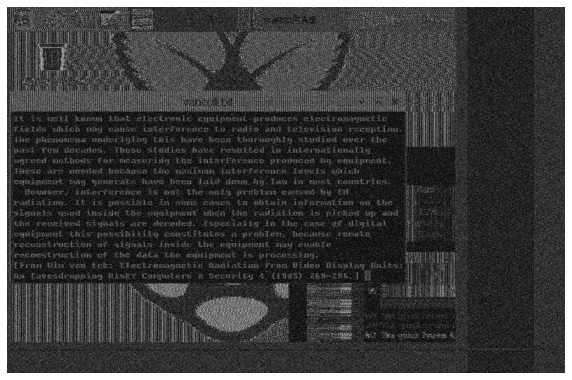 It is well known that electronic equipment produces electromagnetic
fields which may cause interference to radio and television reception.
The phenomena underlying this have been thoroughly studied over the
past few decades. These studies have resulted in internationally
agreed methods for measuring the interference produced by equipment.
These are needed because the maximum interference levels which
equipment may generate have been laid down by law in most countries.
However, interference is not the only problem caused by EM
radiation. It is possible in some cases to obtain information on the
signals used inside the equipment when the radiation is picked up and
the received signals are decoded. Especially in the case of digital
equipment this possibility constitutes a problem, because remote
reconstruction of signals inside the equipment may enable
reconstruction of the data the equipment is processing.
[from Wim van Eck: Electromagnetic Radiation from Video Display Units:
An Eavesdropping Risk? Computers & Security 4 (1985) 269-286.]